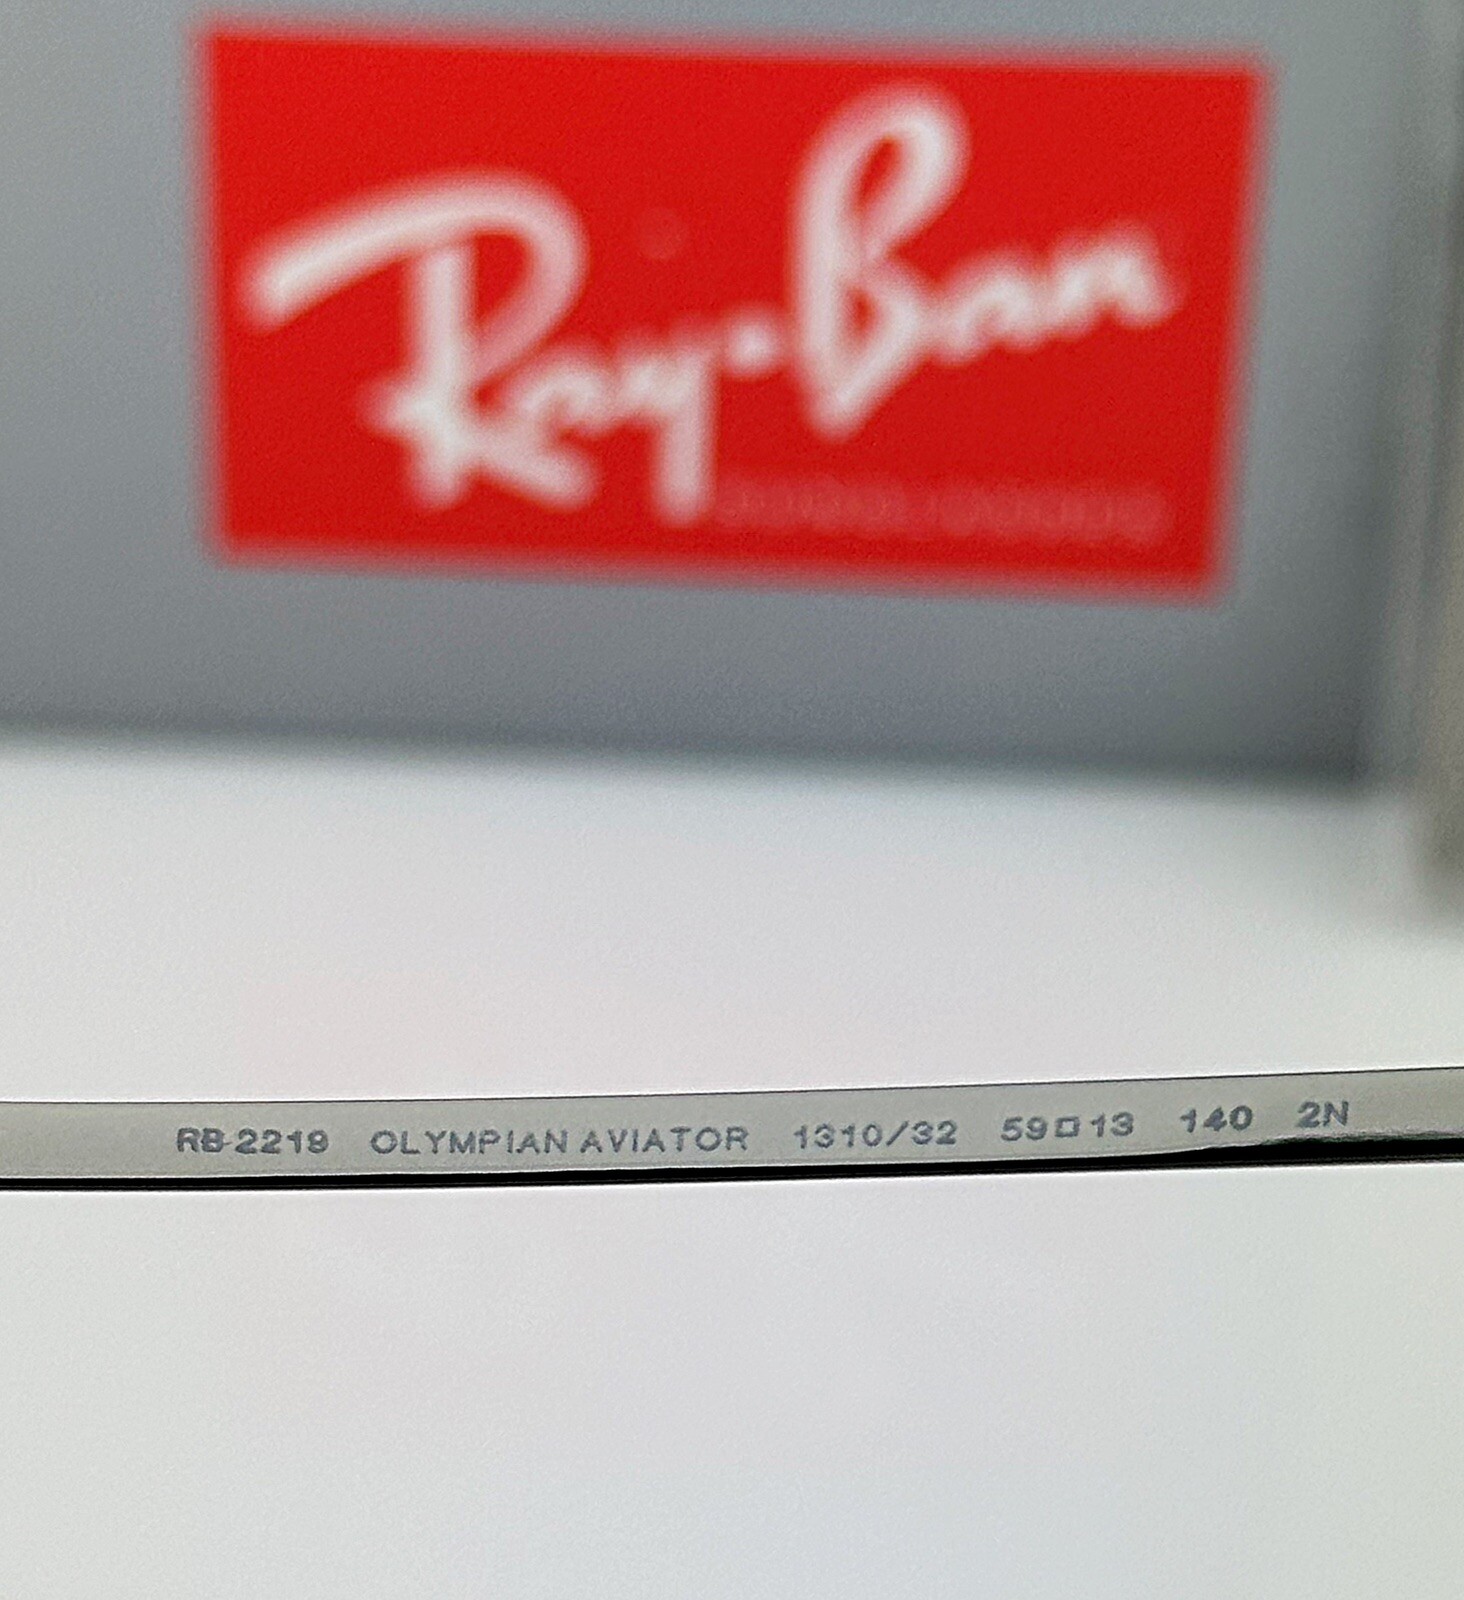 Ray-Ban
RB-2219 OLYMPIAN AVIATOR 1310/32 59□13 140 2N